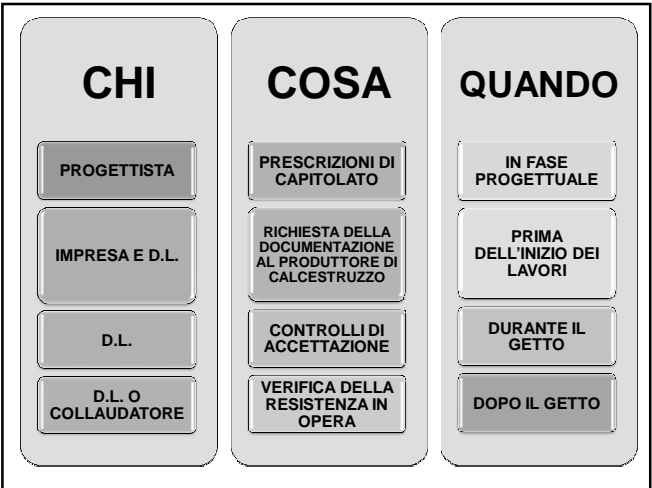 CHI
PROGETTISTA
IMPRESA E D.L.
D.L.
D.L. O
COLLAUDATORE
COSA
PRESCRIZIONI DI
CAPITOLATO
RICHIESTA DELLA
DOCUMENTAZIONE
AL PRODUTTORE DI
CALCESTRUZZO
CONTROLLI DI
ACCETTAZIONE
VERIFICA DELLA
RESISTENZA IN
OPERA
QUANDO
IN FASE
PROGETTUALE
PRIMA
DELL'INIZIO DEI
LAVORI
DURANTE IL
GETTO
DOPO IL GETTO